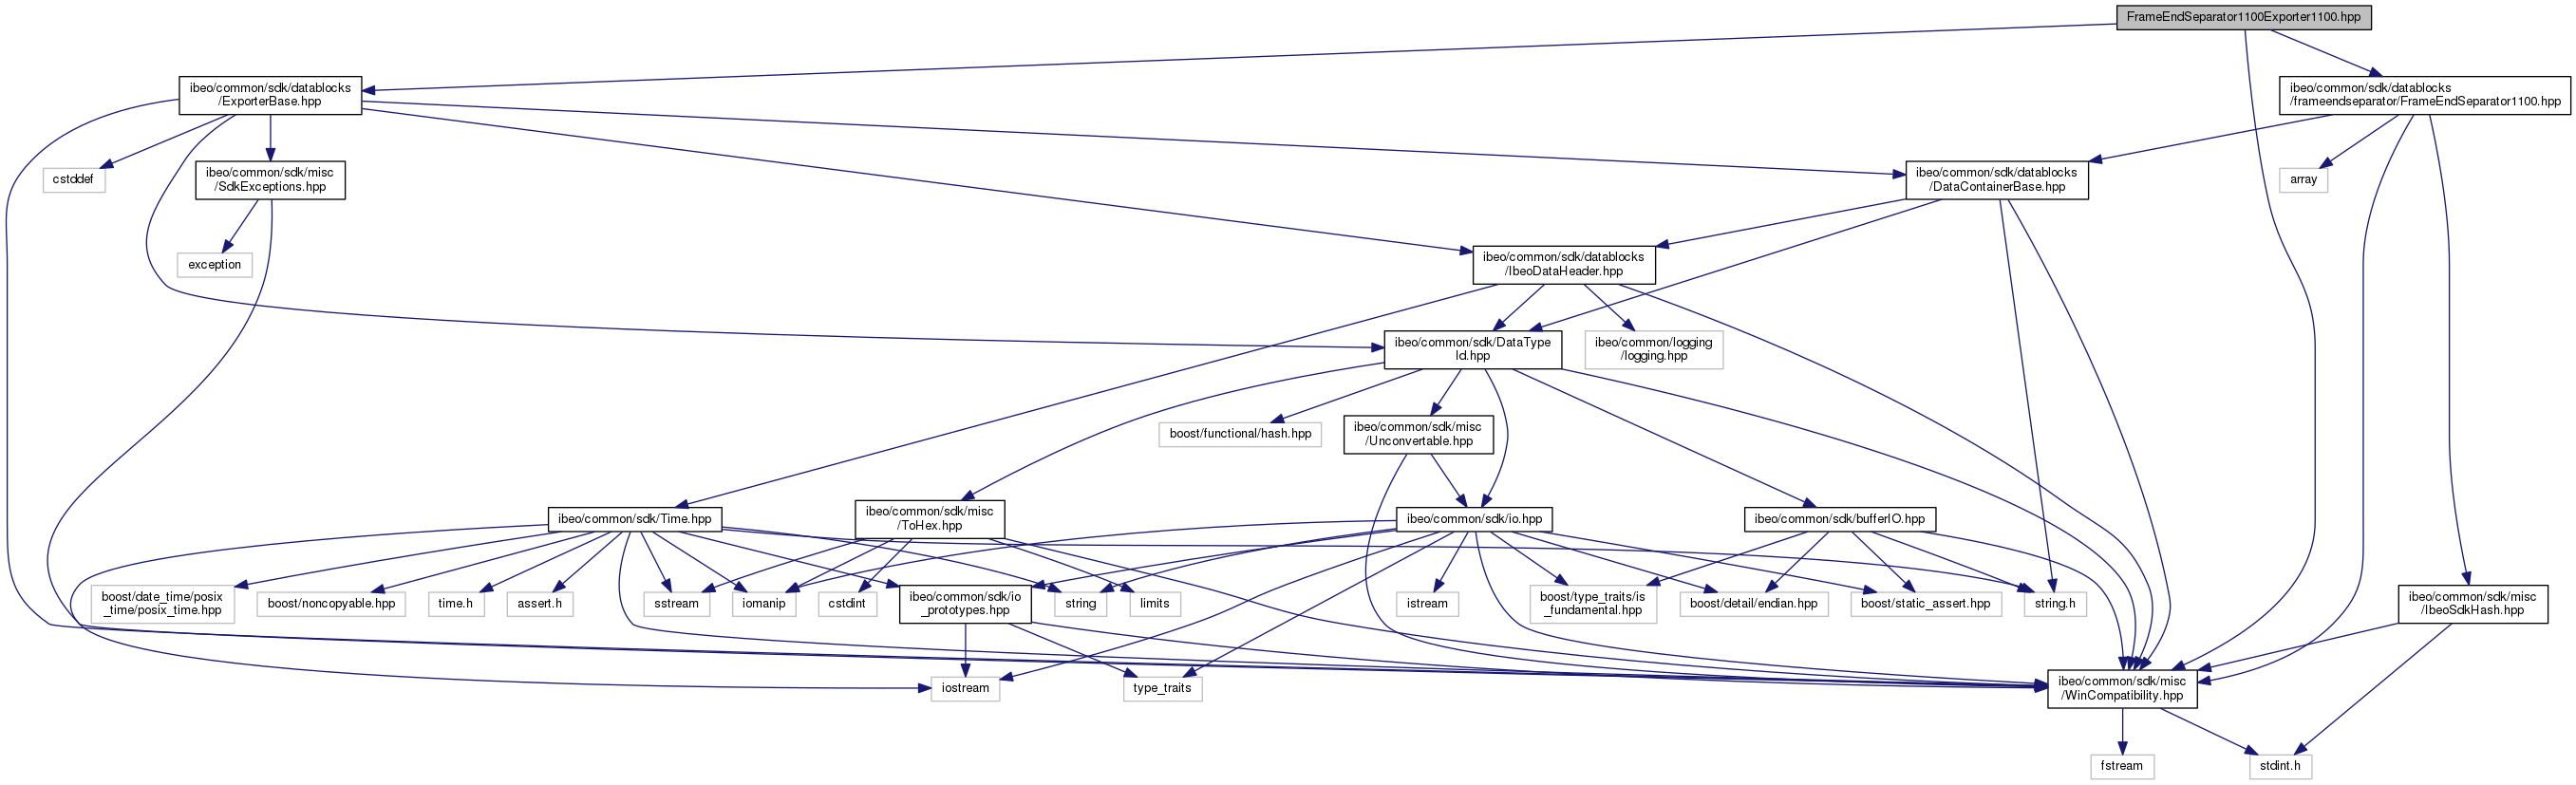 FrameEndSeparator1100Exporter1100.hpp
ibeo/common/sdk/datablocks
/ExporterBase.hpp
ibeo/common/sdk/datablocks
/frameendseparator/FrameEndSeparator1100.hpp
cstddef
ibeo/common/sdk/misc
/SdkExceptions.hpp
ibeo/common/sdk/datablocks
/DataContainerBase.hpp
array
exception
ibeo/common/sdk/datablocks
/IbeoDataHeader.hpp
ibeo/common/sdk/DataType
Id.hpp
ibeo/common/logging
/logging.hpp
boost/functional/hash.hpp
ibeo/common/sdk/misc
/Unconvertable.hpp
ibeo/common/sdk/Time.hpp
ibeo/common/sdk/misc
/ToHex.hpp
ibeo/common/sdk/io.hpp
ibeo/common/sdk/bufferIO.hpp
boost/date_time/posix
_time/posix_time.hpp
boost/noncopyable.hpp
time.h
assert.h
sstream
iomanip
cstdint
ibeo/common/sdk/io
_prototypes.hpp
string
limits
istream
boost/type_traits/is
_fundamental.hpp
boost/detail/endian.hpp
boost/static_assert.hpp
string.h
ibeo/common/sdk/misc
/IbeoSdkHash.hpp
iostream
type_traits
ibeo/common/sdk/misc
/WinCompatibility.hpp
fstream
stdint.h